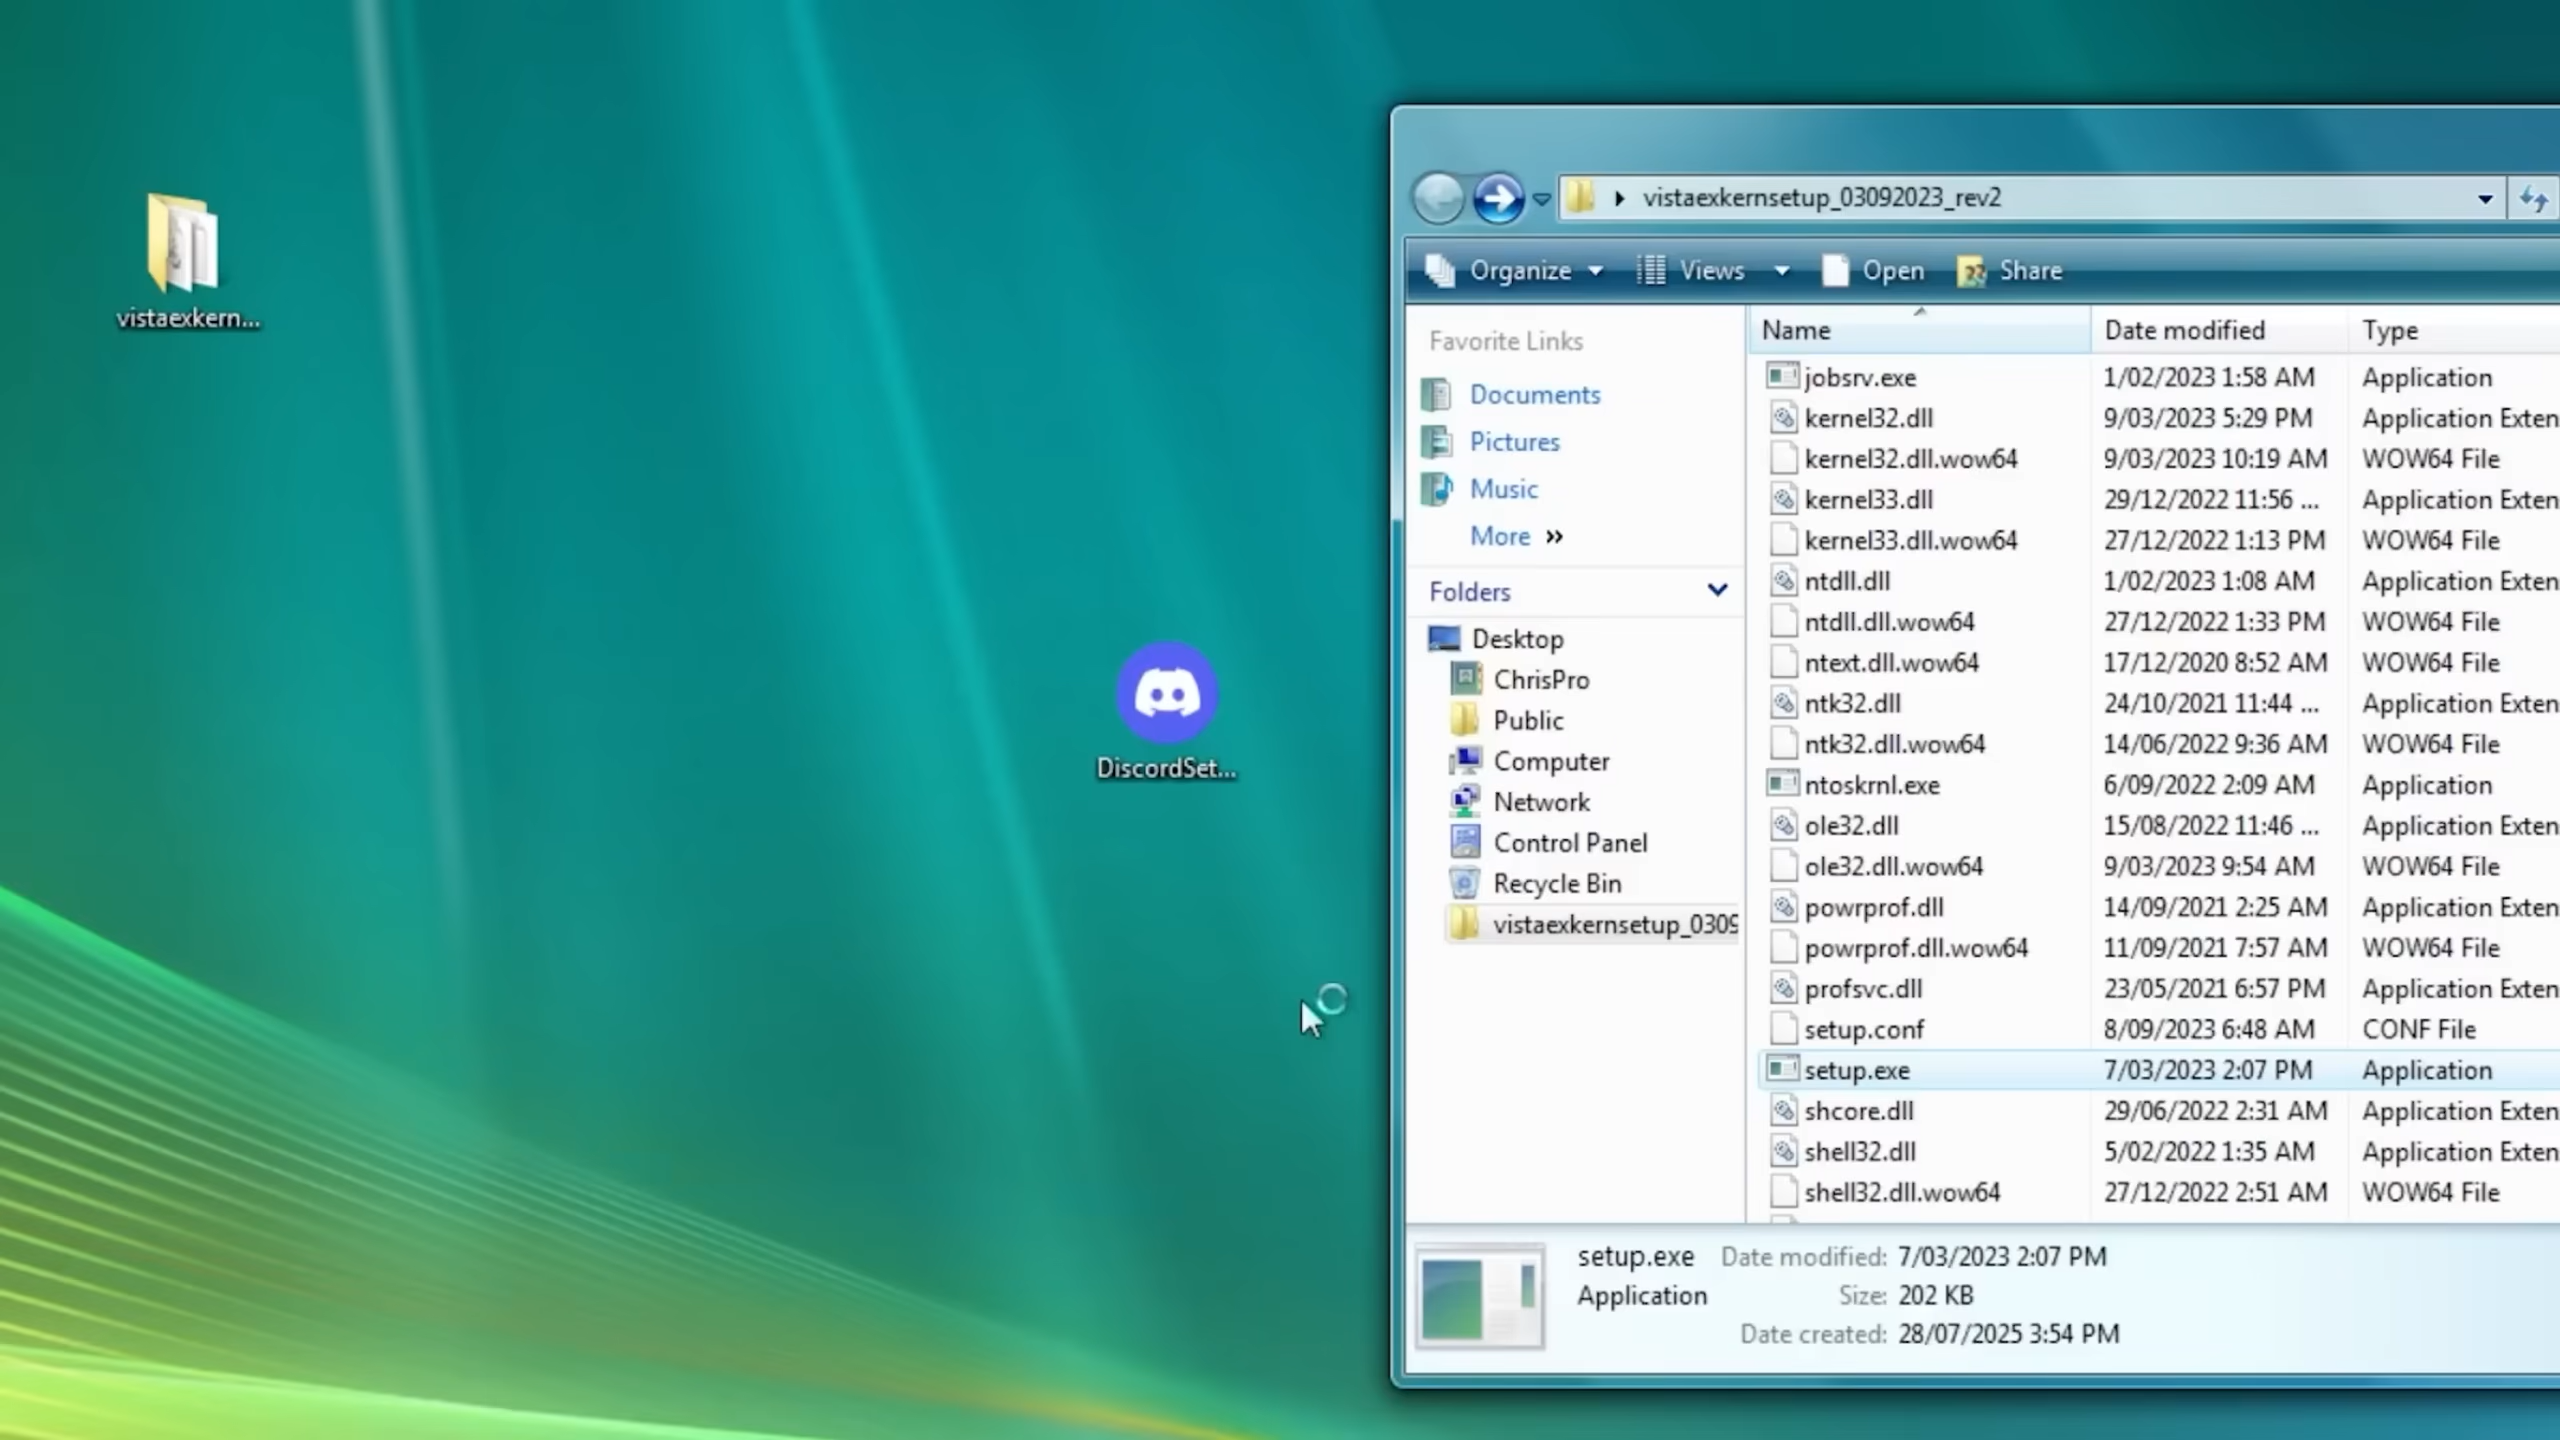 vistaexkern...
DiscordSet...
vistaexkernsetup_03092023_rev2
Organize Views Open Share
Favorite Links
Documents
Pictures
Music
More »
Folders
Desktop
ChrisPro
Public
Computer
Network
Control Panel
Recycle Bin
vistaexkernsetup_0309
Name Date modified Type
jobsrv.exe 1/02/2023 1:58 AM Application
kernel32.dll 9/03/2023 5:29 PM Application Exten
kernel32.dll.wow64 9/03/2023 10:19 AM WOW64 File
kernel33.dll 29/12/2022 11:56 ... Application Exten
kernel33.dll.wow64 27/12/2022 1:13 PM WOW64 File
ntdll.dll 1/02/2023 1:08 AM Application Exten
ntdll.dll.wow64 27/12/2022 1:33 PM WOW64 File
ntext.dll.wow64 17/12/2020 8:52 AM WOW64 File
ntk32.dll 24/10/2021 11:44 ... Application Exten
ntk32.dll.wow64 14/06/2022 9:36 AM WOW64 File
ntoskrnl.exe 6/09/2022 2:09 AM Application
ole32.dll 15/08/2022 11:46 ... Application Exten
ole32.dll.wow64 9/03/2023 9:54 AM WOW64 File
powrprof.dll 14/09/2021 2:25 AM Application Exten
powrprof.dll.wow64 11/09/2021 7:57 AM WOW64 File
profsvc.dll 23/05/2021 6:57 PM Application Exten
setup.conf 8/09/2023 6:48 AM CONF File
setup.exe 7/03/2023 2:07 PM Application
shcore.dll 29/06/2022 2:31 AM Application Exten
shell32.dll 5/02/2022 1:35 AM Application Exten
shell32.dll.wow64 27/12/2022 2:51 AM WOW64 File
setup.exe Date modified: 7/03/2023 2:07 PM
Application Size: 202 KB
Date created: 28/07/2025 3:54 PM